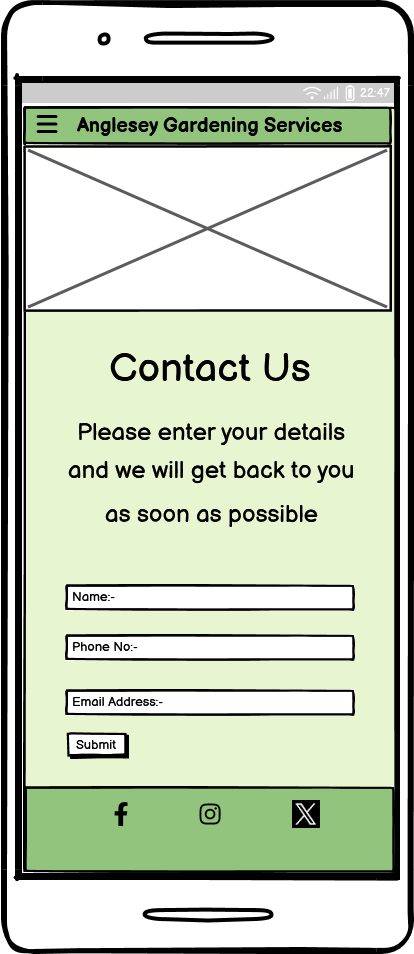 22:47
Anglesey Gardening Services
Contact Us
Please enter your details
and we will get back to you
as soon as possible
Name:-
Phone No:-
Email Address:-
Submit